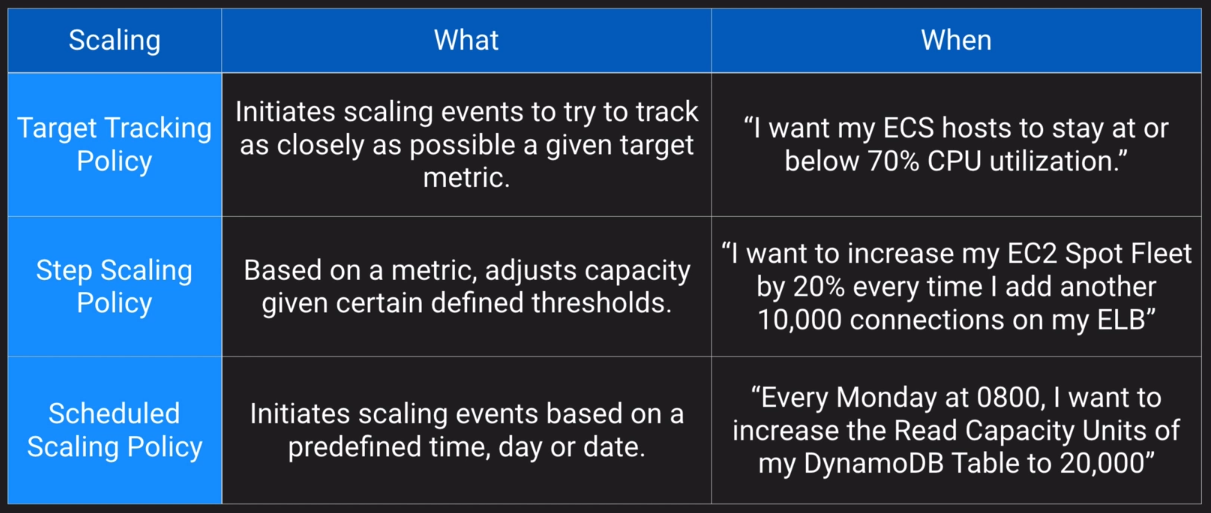 Scaling
What
When
Target Tracking
Policy
Initiates scaling events to try to track
as closely as possible a given target
metric.
“I want my ECS hosts to stay at or
below 70% CPU utilization.”
Step Scaling
Policy
Based on a metric, adjusts capacity
given certain defined thresholds.
“I want to increase my EC2 Spot Fleet
by 20% every time I add another
10,000 connections on my ELB”
Scheduled
Scaling Policy
Initiates scaling events based on a
predefined time, day or date.
“Every Monday at 0800, I want to
increase the Read Capacity Units of
my DynamoDB Table to 20,000”